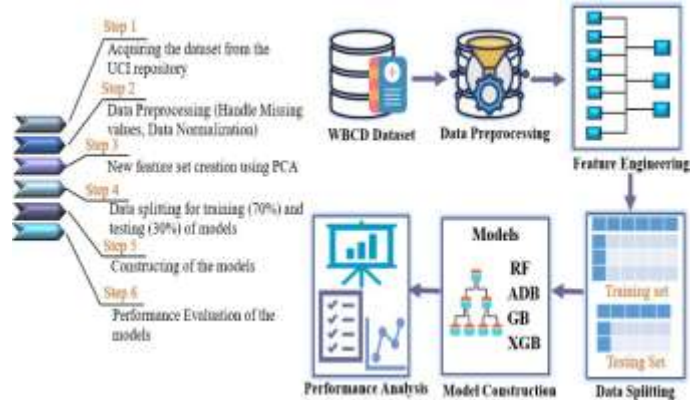 Step 1
Acquiring the dataset from the
UCI repository
Step 2
Data Preprocessing (Handle Missing
values, Data Normalization)
Step 3
New feature set creation using PCA
Step 4
Data splitting for training (70%) and
testing (30%) of models
Step 5
Constructing of the models
Step 6
Performance Evaluation of the
models
WBCD Dataset
Data Preprocessing
Feature Engineering
Training set
Testing Set
Data Splitting
Models
RF
ADB
GB
XGB
Model Construction
Performance Analysis